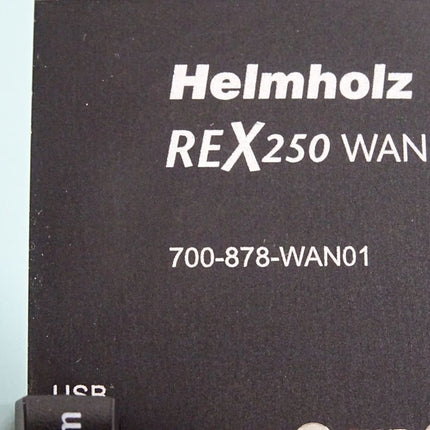 Helmholz
REX250 WAN
700-878-WAN01
USB
m